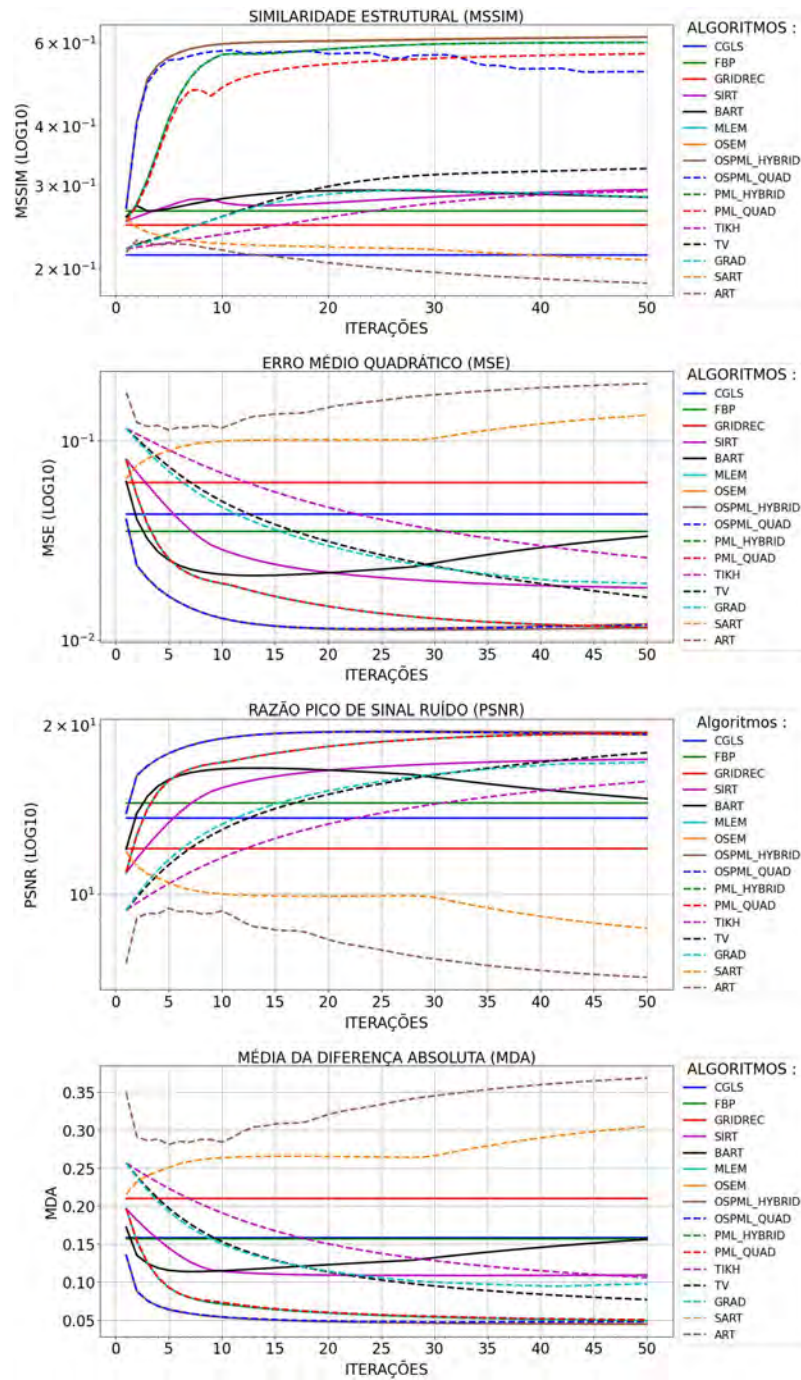 SIMILARIDADE ESTRUTURAL (MSSIM)
6 × 10⁻¹
4 × 10⁻¹
3 × 10⁻¹
2 × 10⁻¹
MSSIM (LOG10)
0 5 10 15 20 25 30 35 40 45 50
ITERAÇÕES
ALGORITMOS :
CGLS
FBP
GRIDREC
SIRT
BART
MLEM
OSEM
OSPML_HYBRID
OSPML_QUAD
PML_HYBRID
PML_QUAD
TIKH
TV
GRAD
SART
ART
ERRO MÉDIO QUADRÁTICO (MSE)
10⁻¹
10⁻²
MSE (LOG10)
0 5 10 15 20 25 30 35 40 45 50
ITERAÇÕES
ALGORITMOS :
CGLS
FBP
GRIDREC
SIRT
BART
MLEM
OSEM
OSPML_HYBRID
OSPML_QUAD
PML_HYBRID
PML_QUAD
TIKH
TV
GRAD
SART
ART
RAZÃO PICO DE SINAL RUÍDO (PSNR)
2 × 10¹
10¹
PSNR (LOG10)
0 5 10 15 20 25 30 35 40 45 50
ITERAÇÕES
Algoritmos :
CGLS
FBP
GRIDREC
SIRT
BART
MLEM
OSEM
OSPML_HYBRID
OSPML_QUAD
PML_HYBRID
PML_QUAD
TIKH
TV
GRAD
SART
ART
MÉDIA DA DIFERENÇA ABSOLUTA (MDA)
0.35
0.30
0.25
0.20
0.15
0.10
0.05
MDA
0 5 10 15 20 25 30 35 40 45 50
ITERAÇÕES
ALGORITMOS :
CGLS
FBP
GRIDREC
SIRT
BART
MLEM
OSEM
OSPML_HYBRID
OSPML_QUAD
PML_HYBRID
PML_QUAD
TIKH
TV
GRAD
SART
ART